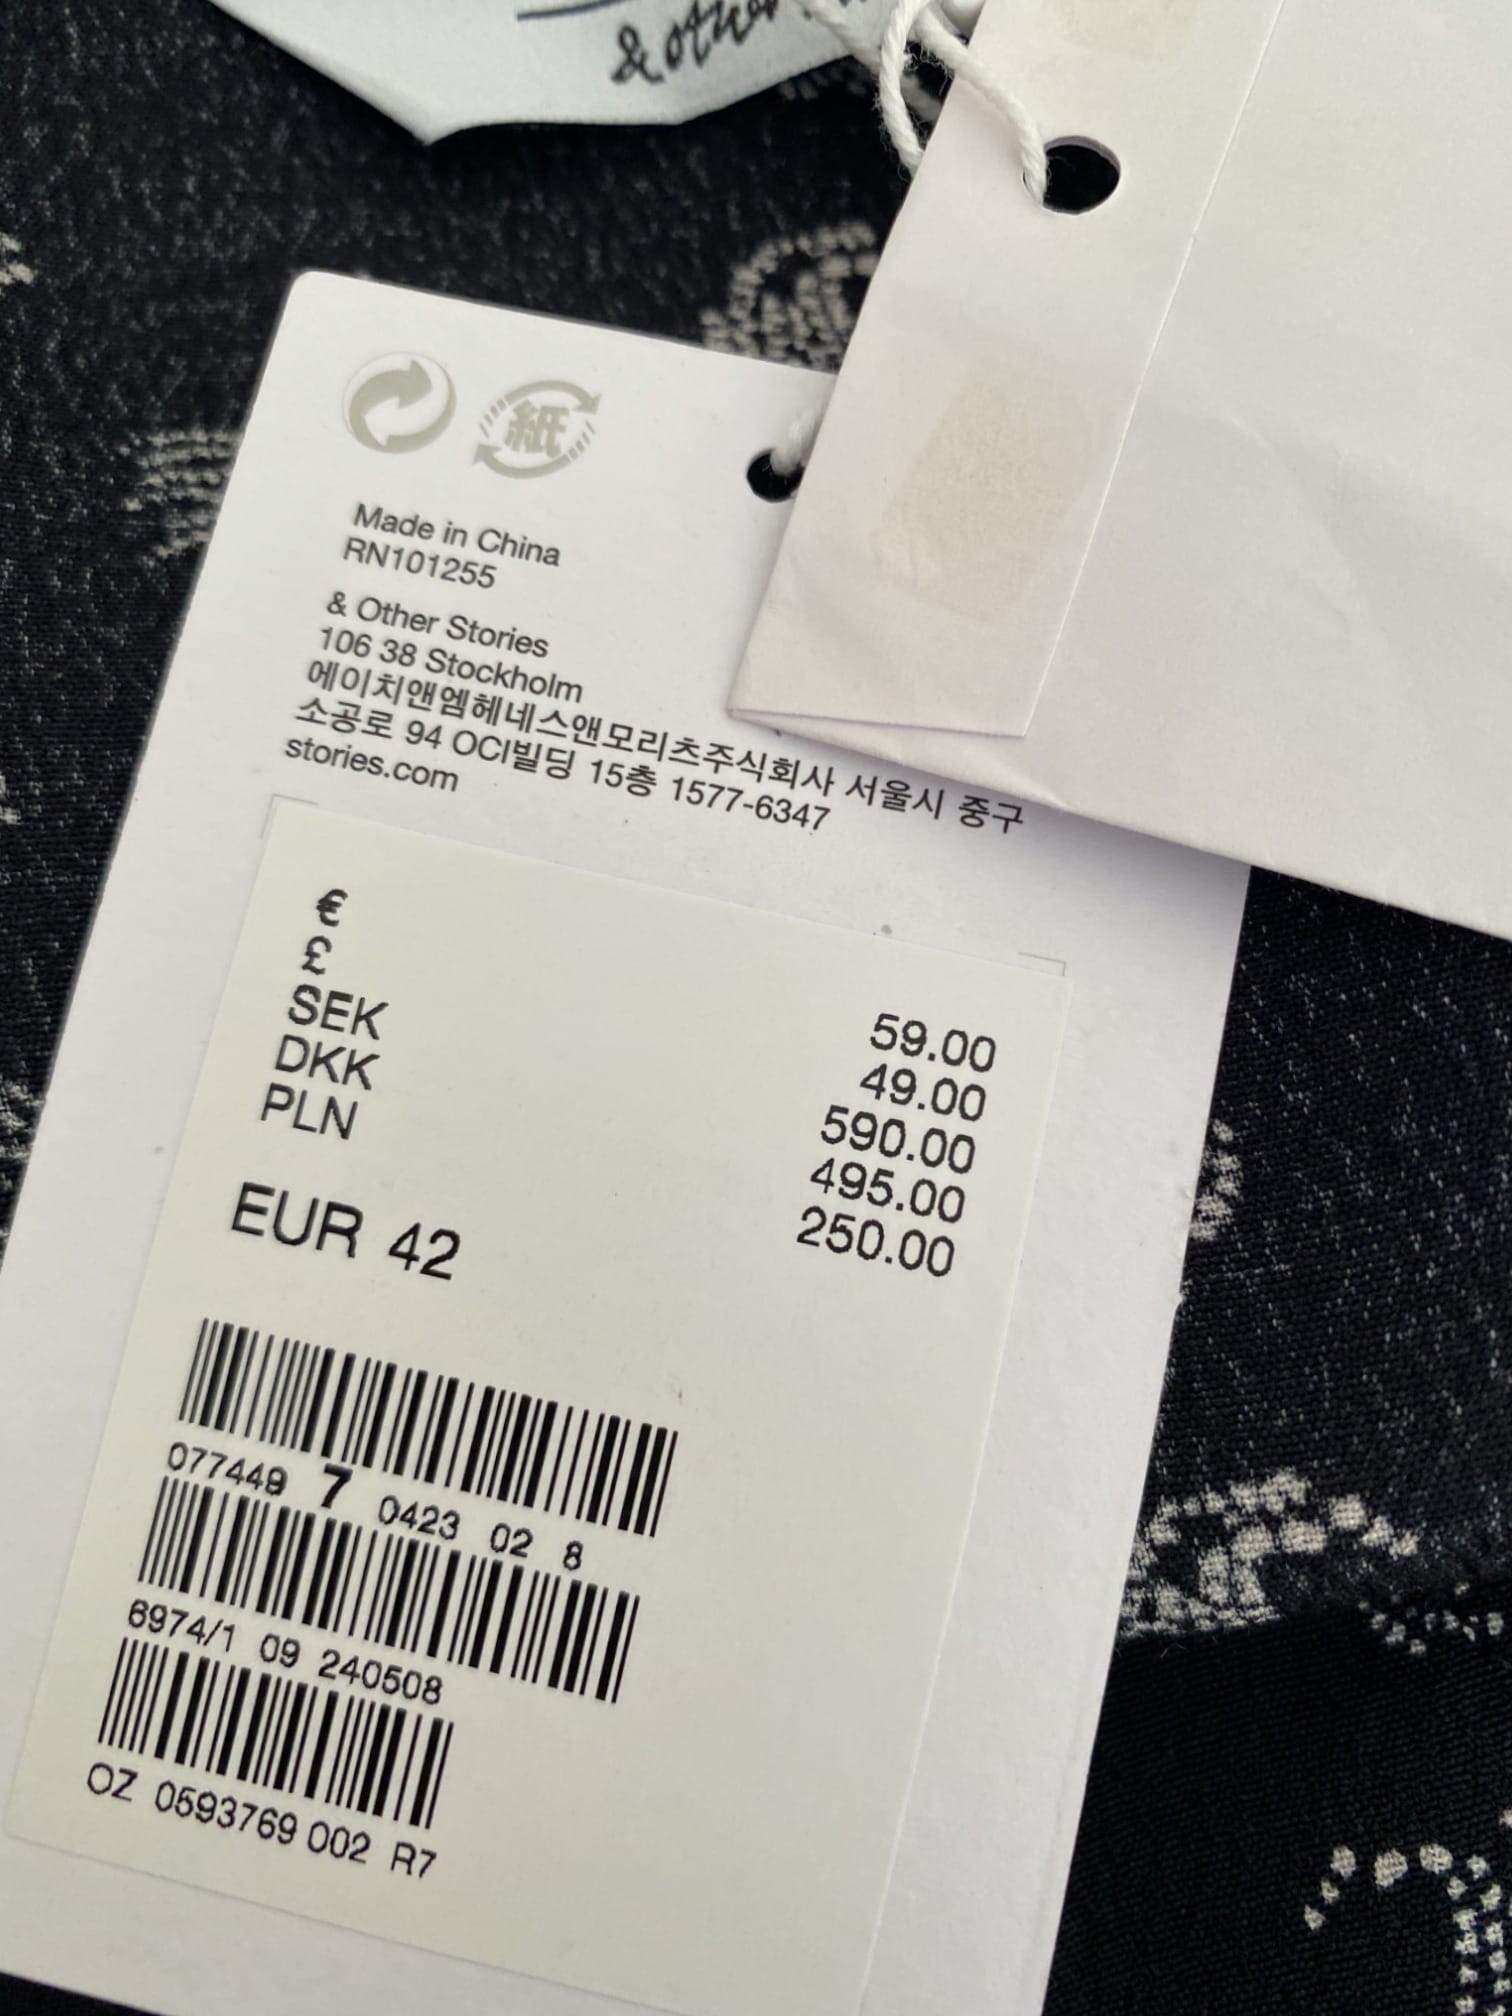 & other
紙
Made in China
RN101255
& Other Stories
106 38 Stockholm
에이치앤엠헤네스앤모리츠주식회사 서울시 중구
소공로 94 OCI빌딩 15층 1577-6347
stories.com
€ 59.00
£ 49.00
SEK 590.00
DKK 495.00
PLN 250.00
EUR 42
077449 7 0423 02 8
6974/1 09 240508
OZ 0593769 002 R7